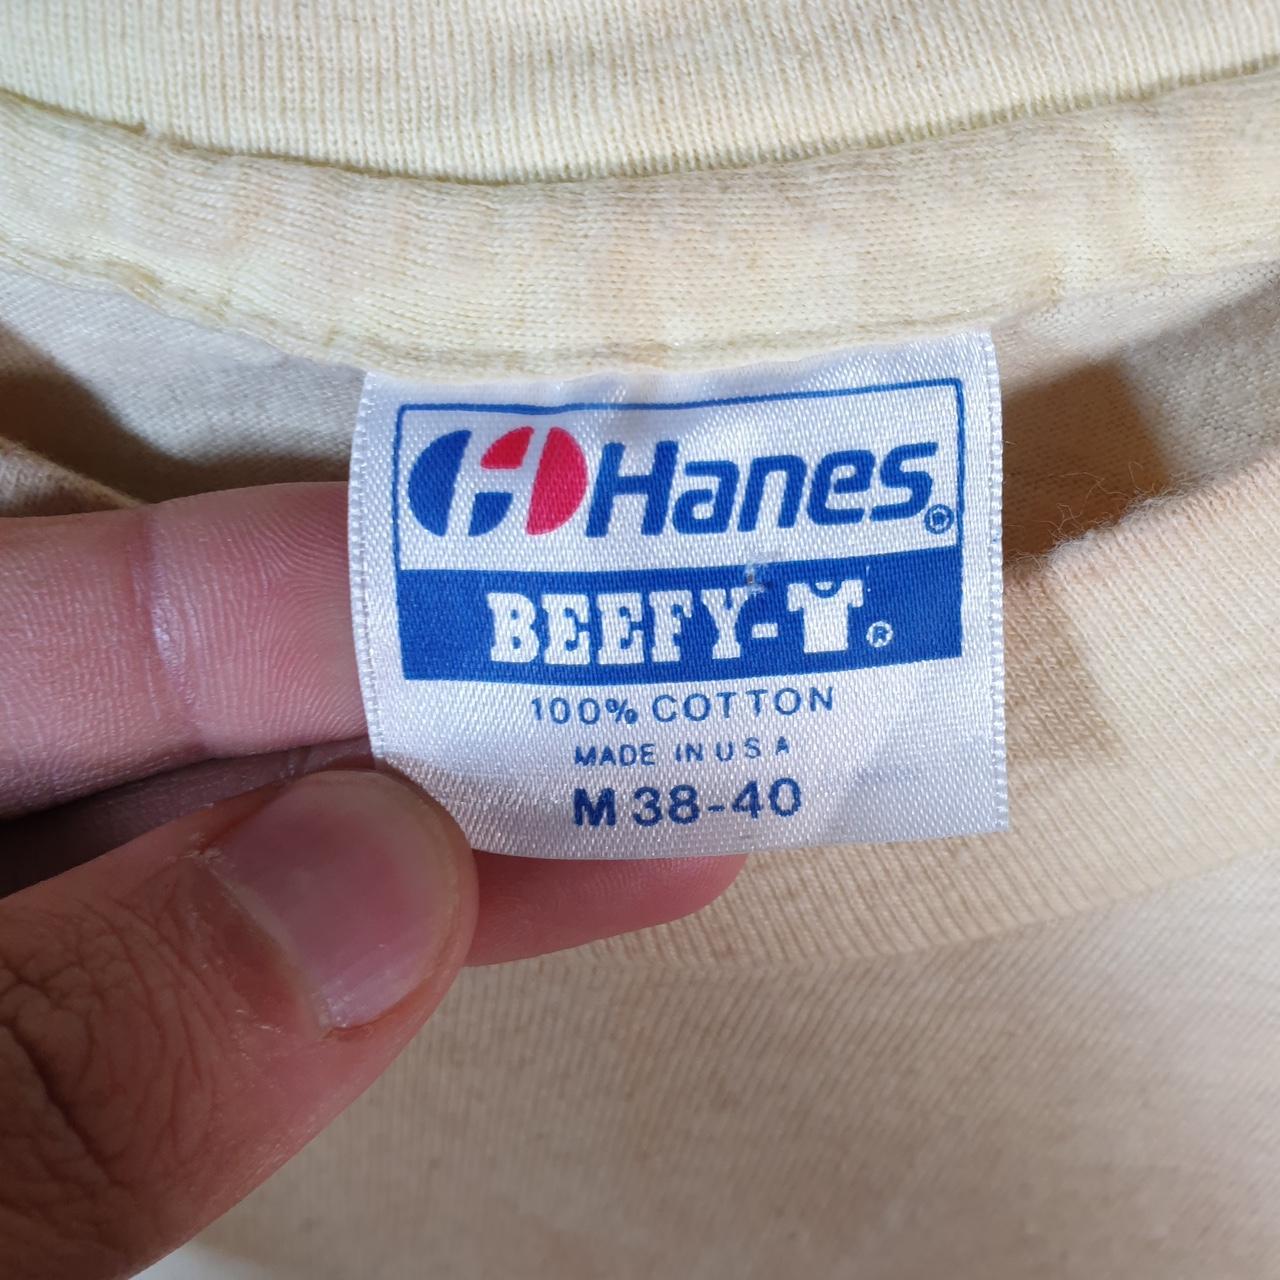 Hanes®
BEEFY-T®
100% COTTON
MADE IN U S A
M 38-40